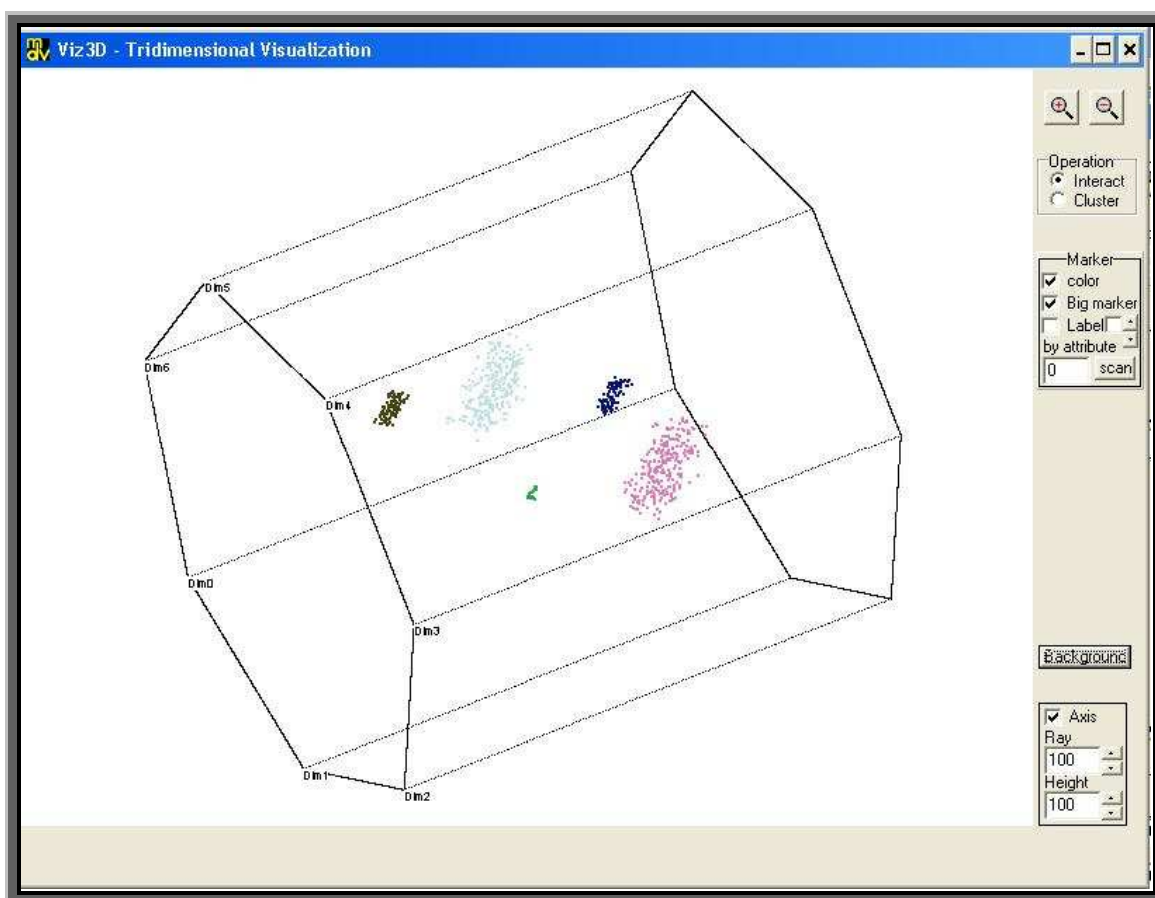 Viz3D - Tridimensional Visualization
Operation
Interact
Cluster
Marker
color
Big marker
Label
by attribute
0 scan
Dim5
Dim6
Dim4
Dim0
Dim3
Dim1
Dim2
Background
Axis
Ray
100
Height
100